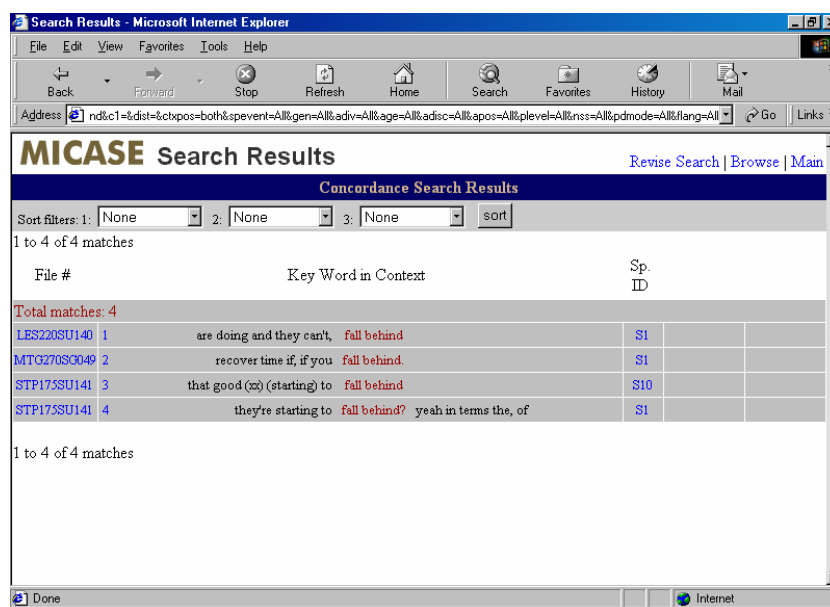 Search Results - Microsoft Internet Explorer
File Edit View Favorites Tools Help
Back Forward Stop Refresh Home Search Favorites History Mail
Address nd&c1=&dist=&ctxpos=both&spevent=All&gen=All&adiv=All&age=All&adisc=All&apos=All&plevel=All&nss=All&pdmode=All&flang=All Go Links
MICASE Search Results
Revise Search | Browse | Main
Concordance Search Results
Sort filters: 1: None 2: None 3: None sort
1 to 4 of 4 matches
File # Key Word in Context Sp. ID
Total matches: 4
LES220SU140 1 are doing and they can't, fall behind S1
MTG270SG049 2 recover time if, if you fall behind. S1
STP175SU141 3 that good (xx) (starting) to fall behind S10
STP175SU141 4 they're starting to fall behind? yeah in terms the, of S1
1 to 4 of 4 matches
Done Internet